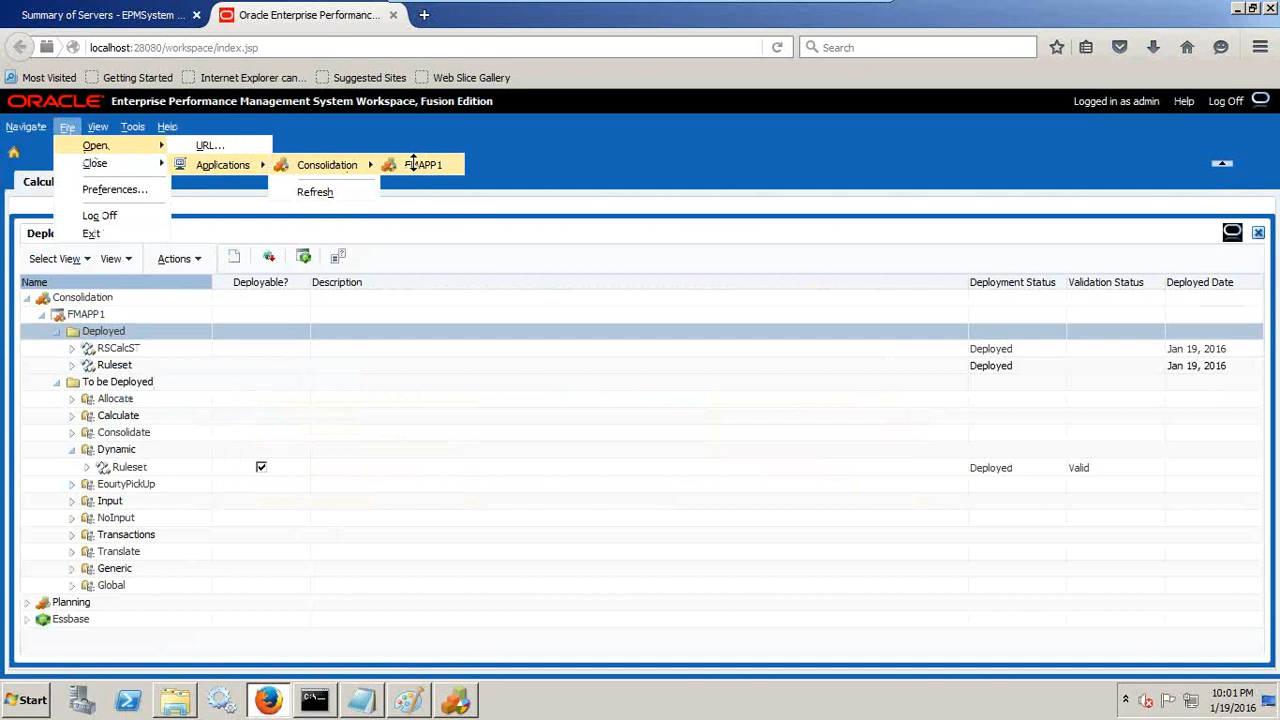 Summary of Servers - EPMSystem ...
Oracle Enterprise Performanc...
localhost:28080/workspace/index.jsp
Search
Most Visited
Getting Started
Internet Explorer can...
Suggested Sites
Web Slice Gallery
ORACLE
Enterprise Performance Management System Workspace, Fusion Edition
Logged in as admin
Help
Log Off
Navigate
File
View
Tools
Help
Open
URL...
Close
Applications
Consolidation
FMAPP1
Preferences...
Refresh
Log Off
Exit
Calcu
Deplo
Select View
View
Actions
Name
Deployable?
Description
Deployment Status
Validation Status
Deployed Date
Consolidation
FMAPP1
Deployed
RSCalcST
Deployed
Jan 19, 2016
Ruleset
Deployed
Jan 19, 2016
To be Deployed
Allocate
Calculate
Consolidate
Dynamic
Ruleset
Deployed
Valid
EourtyPickUp
Input
NoInput
Transactions
Translate
Generic
Global
Planning
Essbase
Start
10:01 PM
1/19/2016